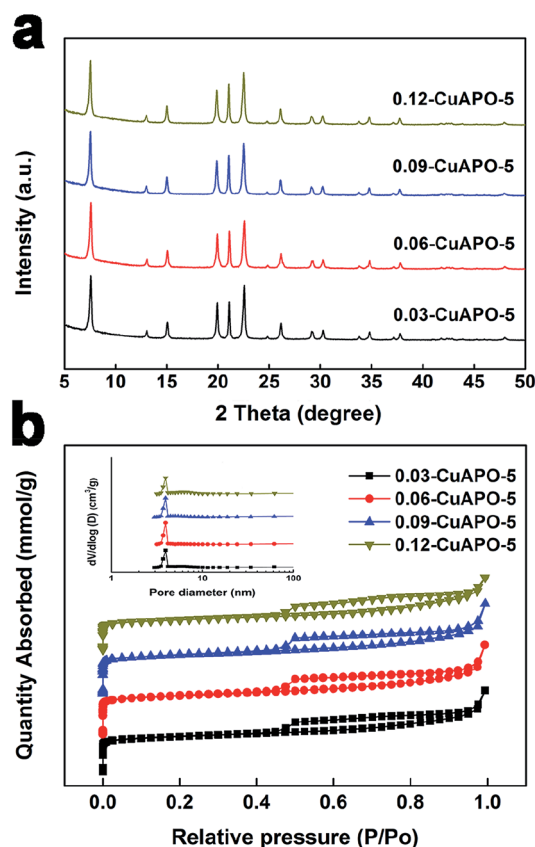 a
Intensity (a.u.)
0.12-CuAPO-5
0.09-CuAPO-5
0.06-CuAPO-5
0.03-CuAPO-5
5 10 15 20 25 30 35 40 45 50
2 Theta (degree)
b
Quantity Absorbed (mmol/g)
dV/dlog (D) (cm³/g)
1 10 100
Pore diameter (nm)
0.03-CuAPO-5
0.06-CuAPO-5
0.09-CuAPO-5
0.12-CuAPO-5
0.0 0.2 0.4 0.6 0.8 1.0
Relative pressure (P/Po)